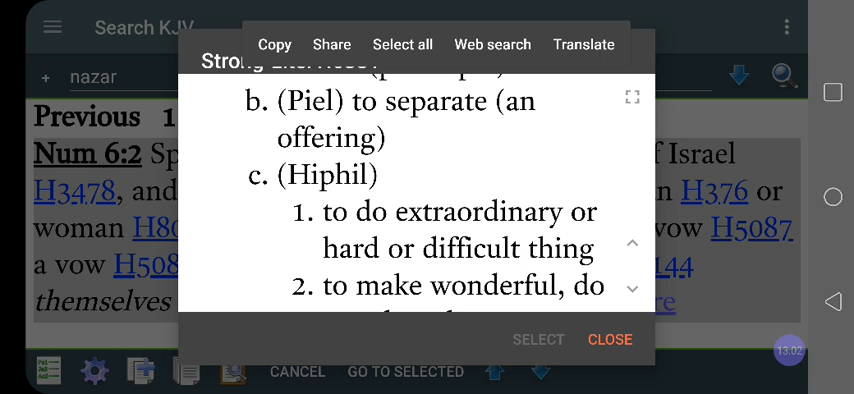 Search KJV
Copy Share Select all Web search Translate
Strong
+ nazar
b. (Piel) to separate (an
offering)
c. (Hiphil)
1. to do extraordinary or
hard or difficult thing
2. to make wonderful, do
Previous 1
Num 6:2 Sp f Israel
H3478, and n H376 or
woman H80 vow H5087
a vow H508 144
themselves re
SELECT CLOSE
13.02
CANCEL GO TO SELECTED